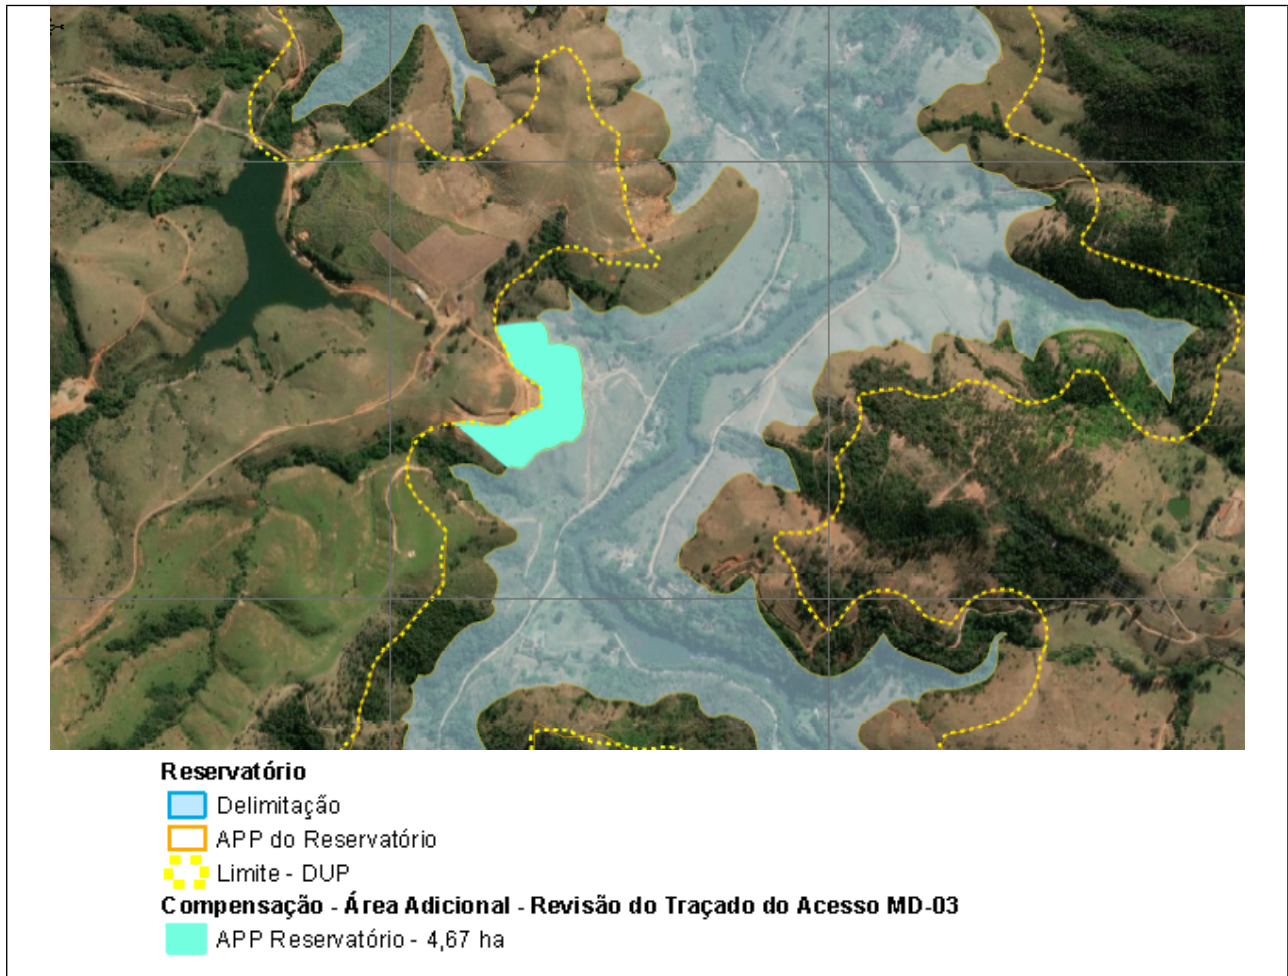 Reservatório
Delimitação
APP do Reservatório
Limite - DUP
Compensação - Área Adicional - Revisão do Traçado do Acesso MD-03
APP Reservatório - 4,67 ha